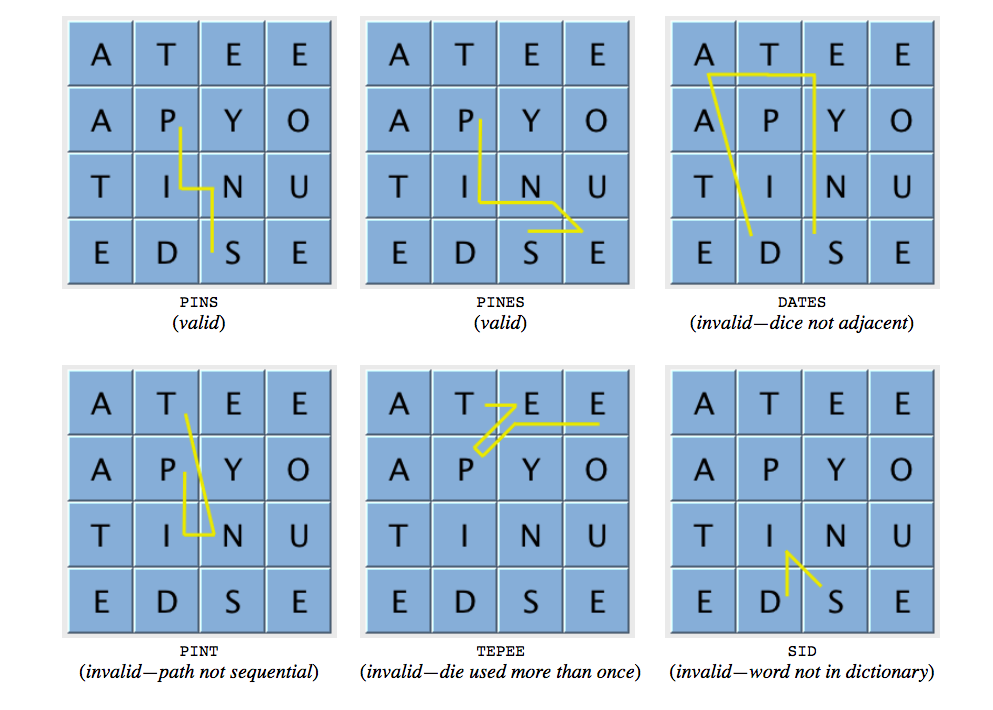 A T E E
A P Y O
T I N U
E D S E
PINS
(valid)
A T E E
A P Y O
T I N U
E D S E
PINES
(valid)
A T E E
A P Y O
T I N U
E D S E
DATES
(invalid—dice not adjacent)
A T E E
A P Y O
T I N U
E D S E
PINT
(invalid—path not sequential)
A T E E
A P Y O
T I N U
E D S E
TEPEE
(invalid—die used more than once)
A T E E
A P Y O
T I N U
E D S E
SID
(invalid—word not in dictionary)